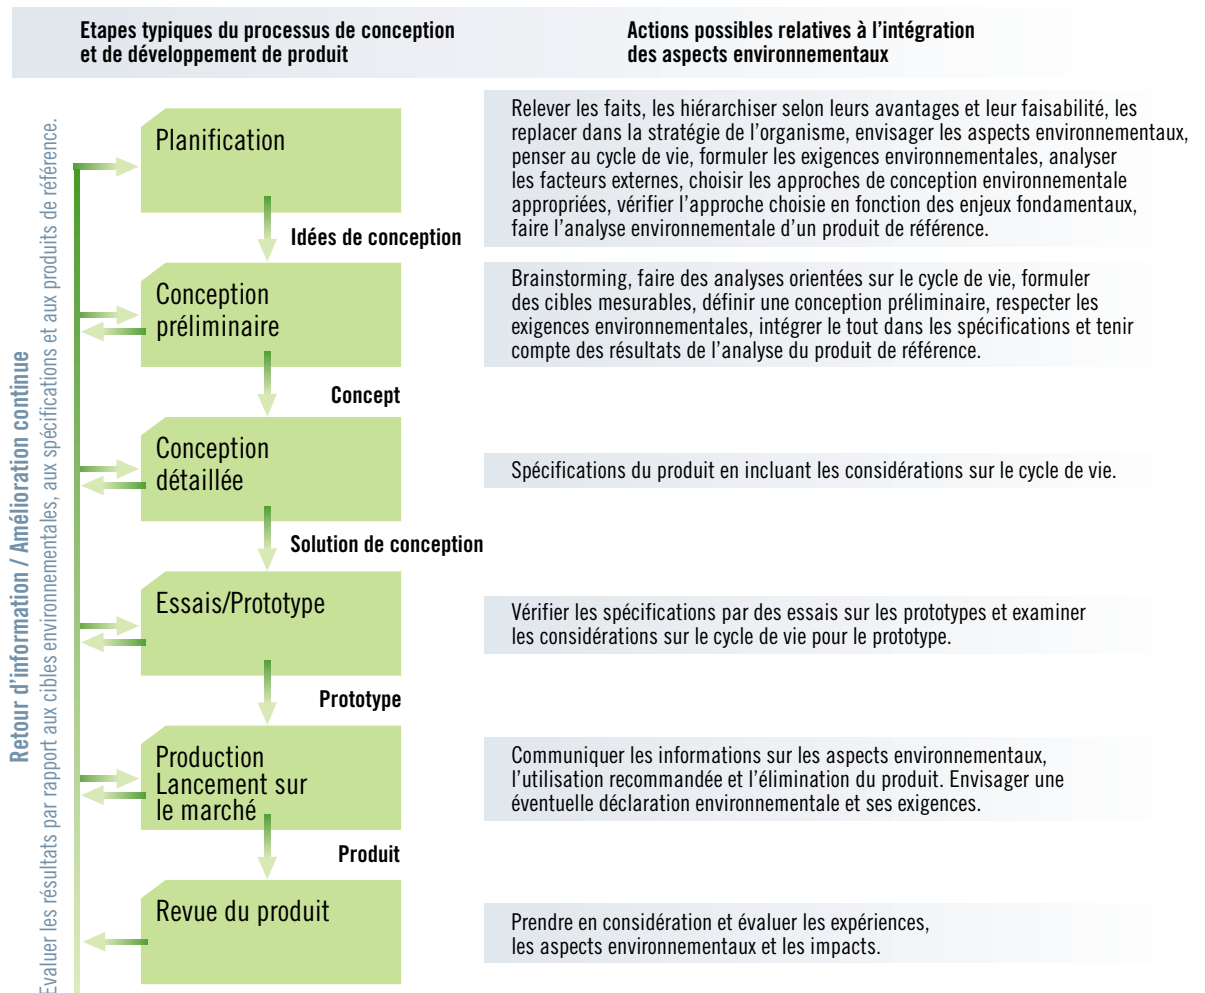 Etapes typiques du processus de conception
et de développement de produit
Actions possibles relatives à l'intégration
des aspects environnementaux
Retour d'information / Amélioration continue
Evaluer les résultats par rapport aux cibles environnementales, aux spécifications et aux produits de référence.
Planification
Relever les faits, les hiérarchiser selon leurs avantages et leur faisabilité, les
replacer dans la stratégie de l'organisme, envisager les aspects environnementaux,
penser au cycle de vie, formuler les exigences environnementales, analyser
les facteurs externes, choisir les approches de conception environnementale
appropriées, vérifier l'approche choisie en fonction des enjeux fondamentaux,
faire l'analyse environnementale d'un produit de référence.
Idées de conception
Conception
préliminaire
Brainstorming, faire des analyses orientées sur le cycle de vie, formuler
des cibles mesurables, définir une conception préliminaire, respecter les
exigences environnementales, intégrer le tout dans les spécifications et tenir
compte des résultats de l'analyse du produit de référence.
Concept
Conception
détaillée
Spécifications du produit en incluant les considérations sur le cycle de vie.
Solution de conception
Essais/Prototype
Vérifier les spécifications par des essais sur les prototypes et examiner
les considérations sur le cycle de vie pour le prototype.
Prototype
Production
Lancement sur
le marché
Communiquer les informations sur les aspects environnementaux,
l'utilisation recommandée et l'élimination du produit. Envisager une
éventuelle déclaration environnementale et ses exigences.
Produit
Revue du produit
Prendre en considération et évaluer les expériences,
les aspects environnementaux et les impacts.